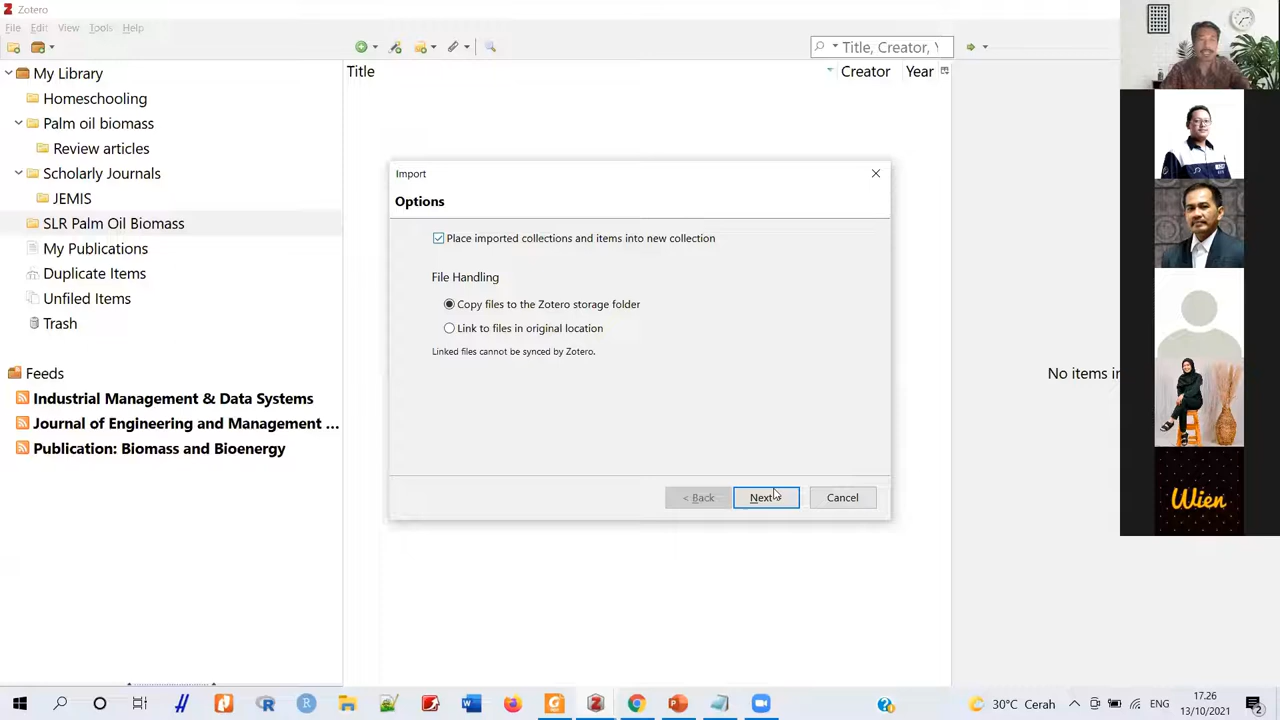 Zotero
File Edit View Tools Help
Title, Creator, Y
My Library
Title
Creator
Year
Homeschooling
Palm oil biomass
Review articles
Scholarly Journals
JEMIS
SLR Palm Oil Biomass
My Publications
Duplicate Items
Unfiled Items
Trash
Feeds
Industrial Management & Data Systems
Journal of Engineering and Management ...
Publication: Biomass and Bioenergy
Import
Options
Place imported collections and items into new collection
File Handling
Copy files to the Zotero storage folder
Link to files in original location
Linked files cannot be synced by Zotero.
< Back
Next
Cancel
No items in
Wien
30°C Cerah
ENG
17.26
13/10/2021
2